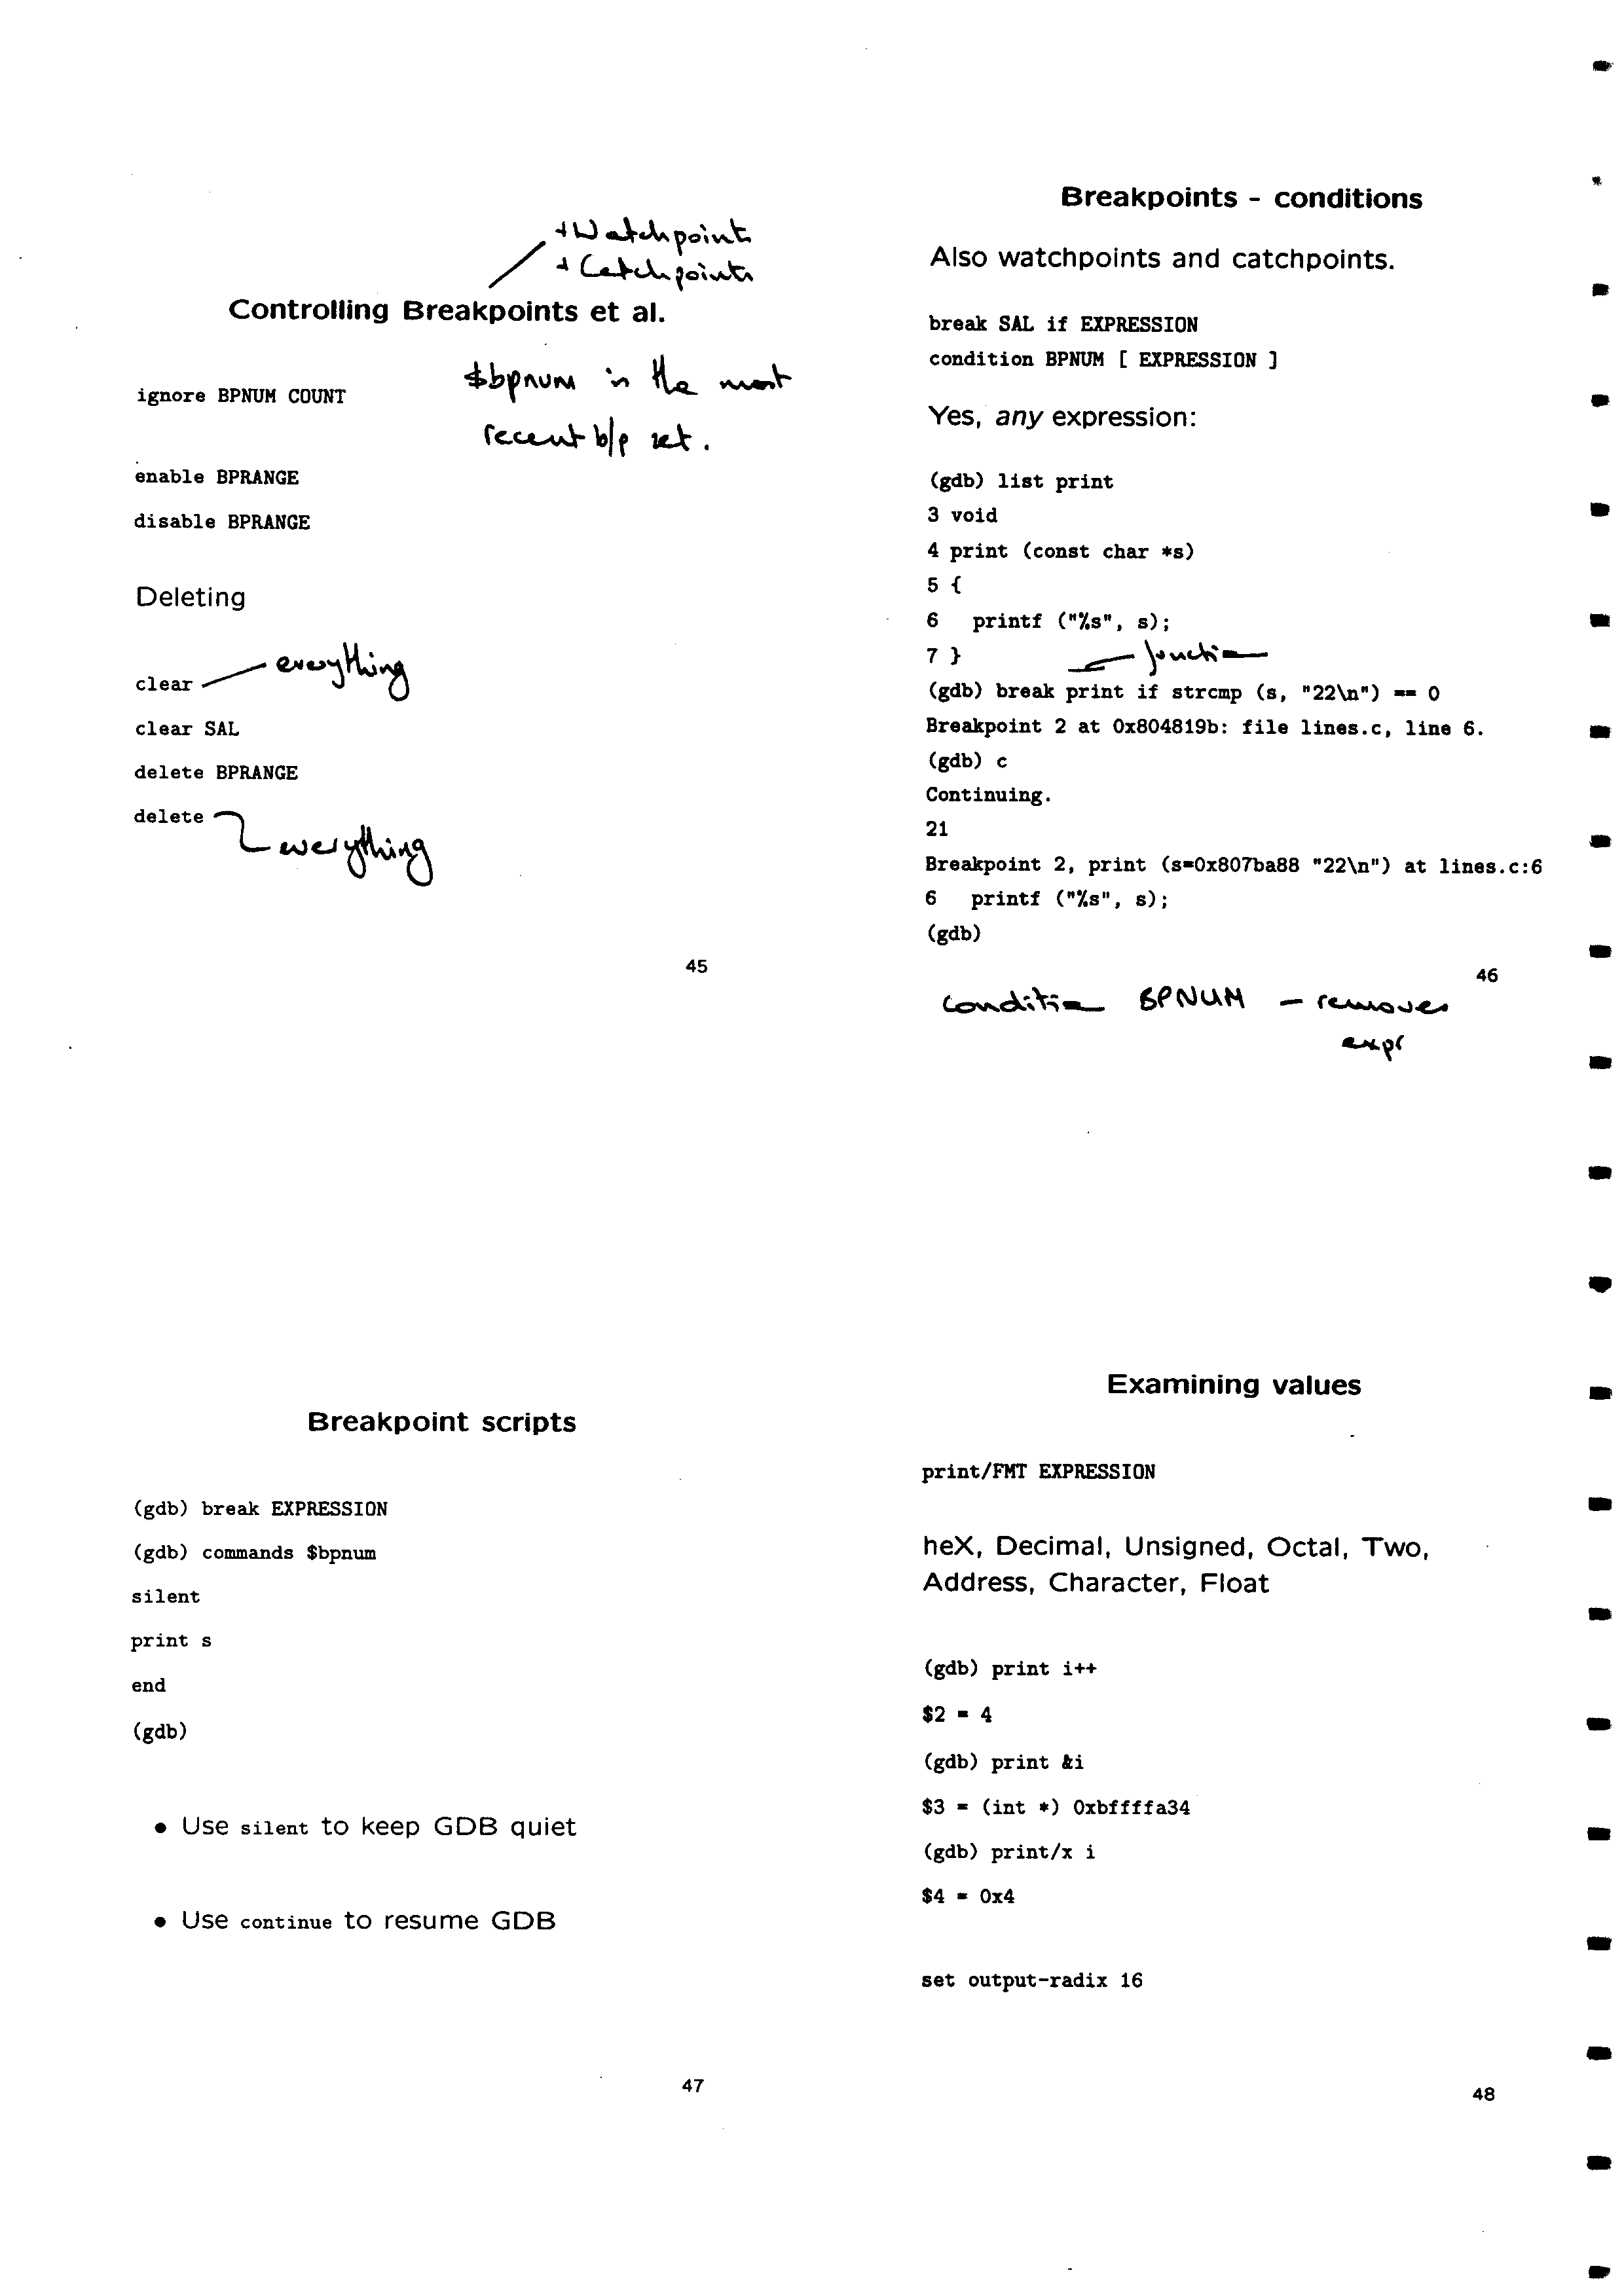 +Watchpoints
+Catchpoints
Controlling Breakpoints et al.
$bpnum is the most
recent b/p set.
ignore BPNUM COUNT
enable BPRANGE
disable BPRANGE
Deleting
clear — everything
clear SAL
delete BPRANGE
delete — everything
45
Breakpoints - conditions
Also watchpoints and catchpoints.
break SAL if EXPRESSION
condition BPNUM [ EXPRESSION ]
Yes, any expression:
(gdb) list print
3 void
4 print (const char *s)
5 {
6   printf ("%s", s);
7 }
function
(gdb) break print if strcmp (s, "22\n") == 0
Breakpoint 2 at 0x804819b: file lines.c, line 6.
(gdb) c
Continuing.
21
Breakpoint 2, print (s=0x807ba88 "22\n") at lines.c:6
6   printf ("%s", s);
(gdb)
46
condition BPNUM - removes
expr
Breakpoint scripts
(gdb) break EXPRESSION
(gdb) commands $bpnum
silent
print s
end
(gdb)
• Use silent to keep GDB quiet
• Use continue to resume GDB
47
Examining values
print/FMT EXPRESSION
heX, Decimal, Unsigned, Octal, Two,
Address, Character, Float
(gdb) print i++
$2 = 4
(gdb) print &i
$3 = (int *) 0xbffffa34
(gdb) print/x i
$4 = 0x4
set output-radix 16
48